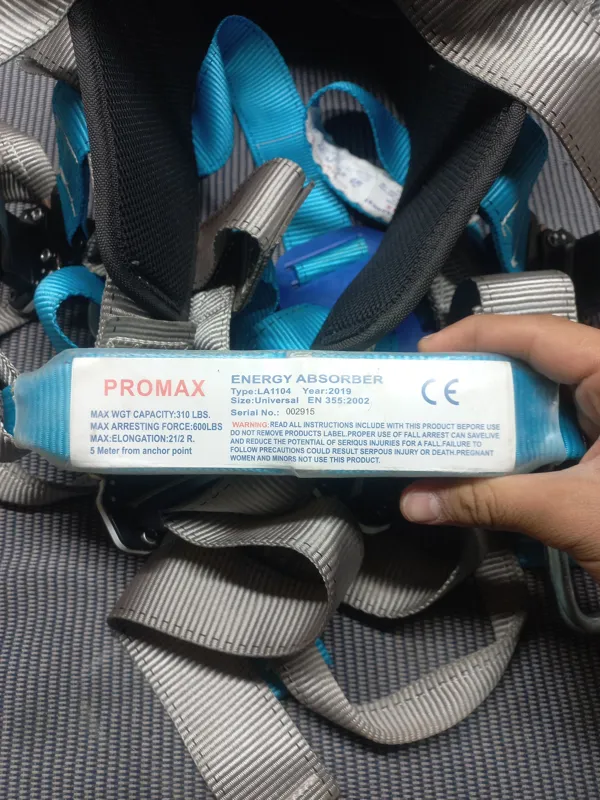 PROMAX
MAX WGT CAPACITY:310 LBS.
MAX ARRESTING FORCE:600LBS
MAX:ELONGATION:21/2 R.
5 Meter from anchor point
ENERGY ABSORBER
Type:LA1104 Year:2019
Size:Universal EN 355:2002
Serial No.: 002915
WARNING:READ ALL INSTRUCTIONS INCLUDE WITH THIS PRODUCT BEPORE USE
DO NOT REMOVE PRODUCTS LABEL.PROPER USE OF FALL ARREST CAN SAVELIVE
AND REDUCE THE POTENTIAL OF SERIQUS INJURIES FOR A FALL.FAILURE TO
FOLLOW PRECAUTIONS COULD RESULT SERPOUS INJURY OR DEATH.PREGNANT
WOMEN AND MINORS NOT USE THIS PRODUCT.
CE